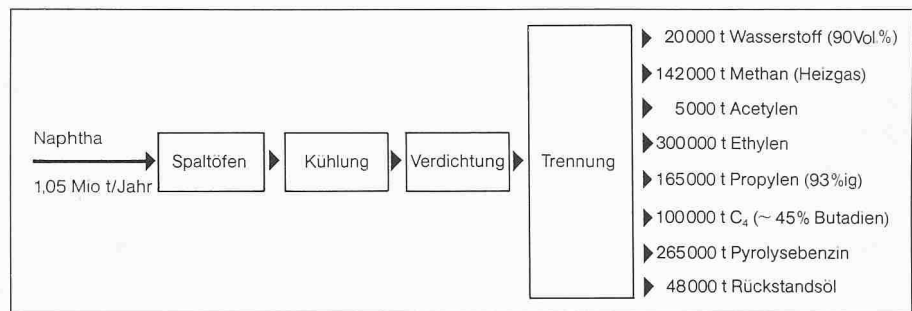 Naphtha
1,05 Mio t/Jahr
Spaltöfen
Kühlung
Verdichtung
Trennung
20000 t Wasserstoff (90Vol.%)
142000 t Methan (Heizgas)
5000 t Acetylen
300000 t Ethylen
165000 t Propylen (93%ig)
100000 t C₄ (~ 45% Butadien)
265000 t Pyrolysebenzin
48000 t Rückstandsöl